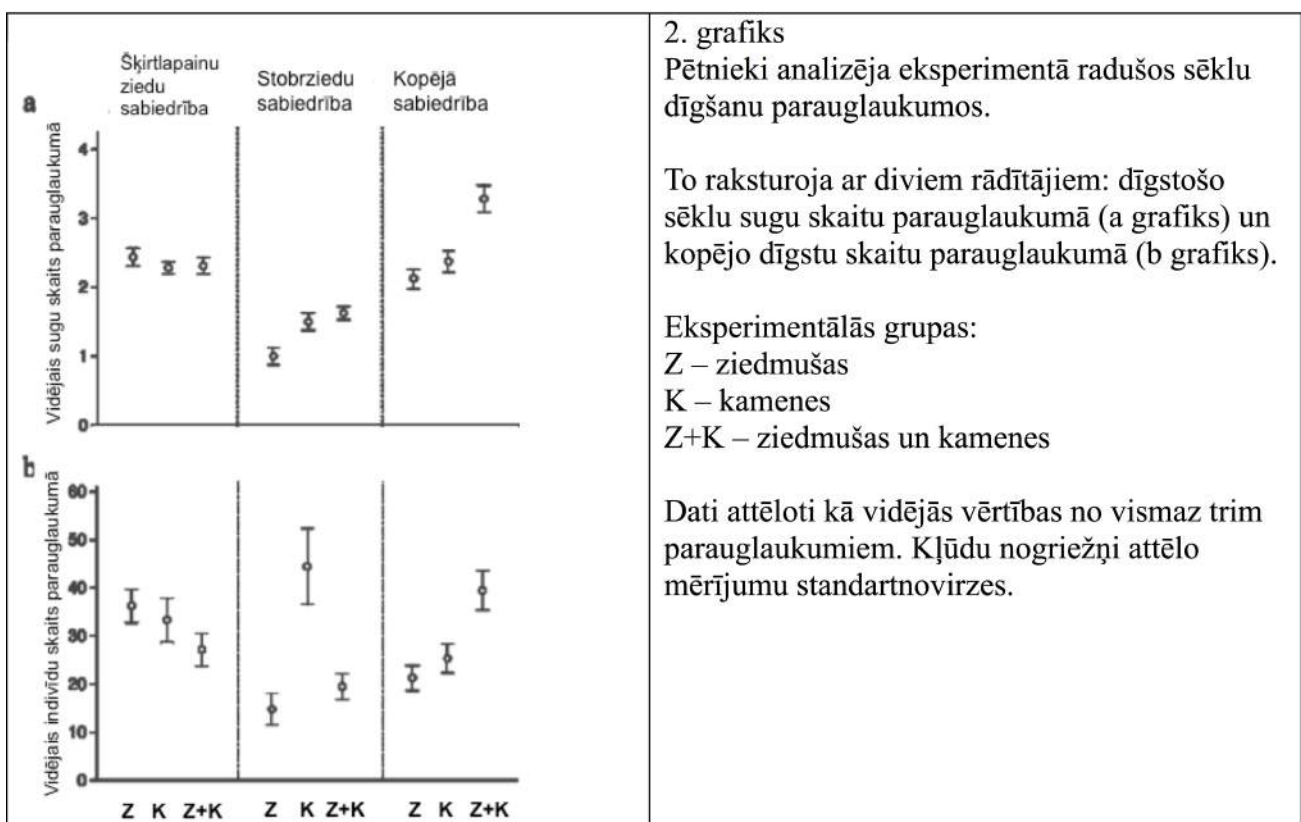 Šķirtlapainu
ziedu
sabiedrība
Stobrziedu
sabiedrība
Kopējā
sabiedrība
a
Vidējais sugu skaits parauglaukumā
4
3
2
1
0
b
Vidējais indivīdu skaits parauglaukumā
60
50
40
30
20
10
0
Z K Z+K Z K Z+K Z K Z+K
2. grafiks
Pētnieki analizēja eksperimentā radušos sēklu
dīgšanu parauglaukumos.
To raksturoja ar diviem rādītājiem: dīgstošo
sēklu sugu skaitu parauglaukumā (a grafiks) un
kopējo dīgstu skaitu parauglaukumā (b grafiks).
Eksperimentālās grupas:
Z – ziedmušas
K – kamenes
Z+K – ziedmušas un kamenes
Dati attēloti kā vidējās vērtības no vismaz trim
parauglaukumiem. Kļūdu nogriežņi attēlo
mērījumu standartnovirzes.